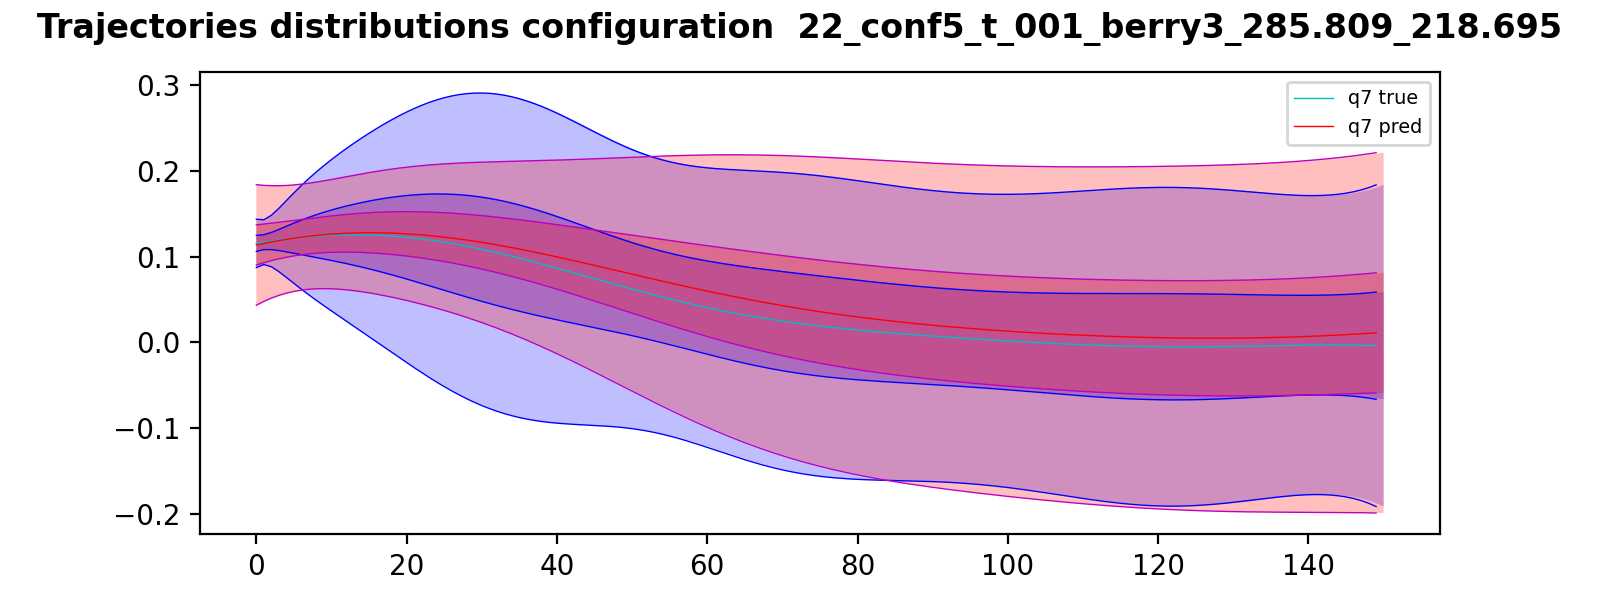 Trajectories distributions configuration  22_conf5_t_001_berry3_285.809_218.695
0.3
0.2
0.1
0.0
−0.1
−0.2
q7 true
q7 pred
0 20 40 60 80 100 120 140